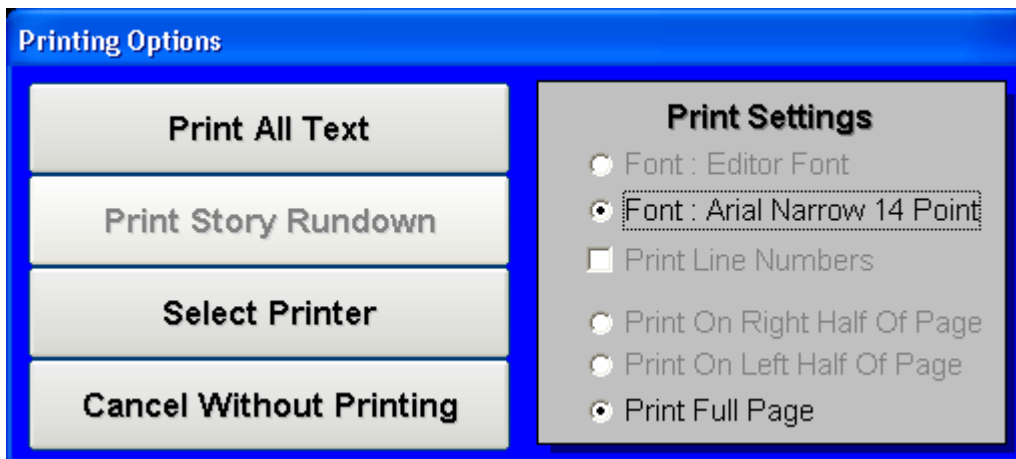 Printing Options
Print All Text
Print Story Rundown
Select Printer
Cancel Without Printing
Print Settings
Font : Editor Font
Font : Arial Narrow 14 Point
Print Line Numbers
Print On Right Half Of Page
Print On Left Half Of Page
Print Full Page